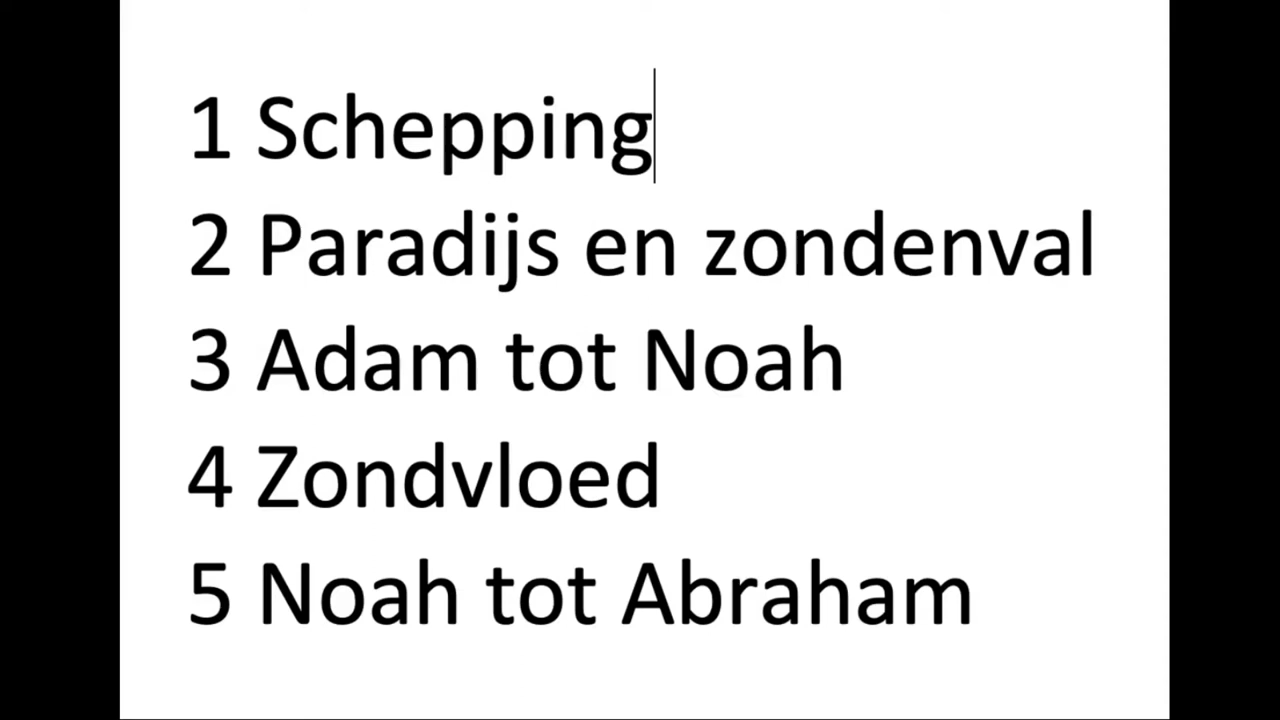 1 Schepping
2 Paradijs en zondenval
3 Adam tot Noah
4 Zondvloed
5 Noah tot Abraham